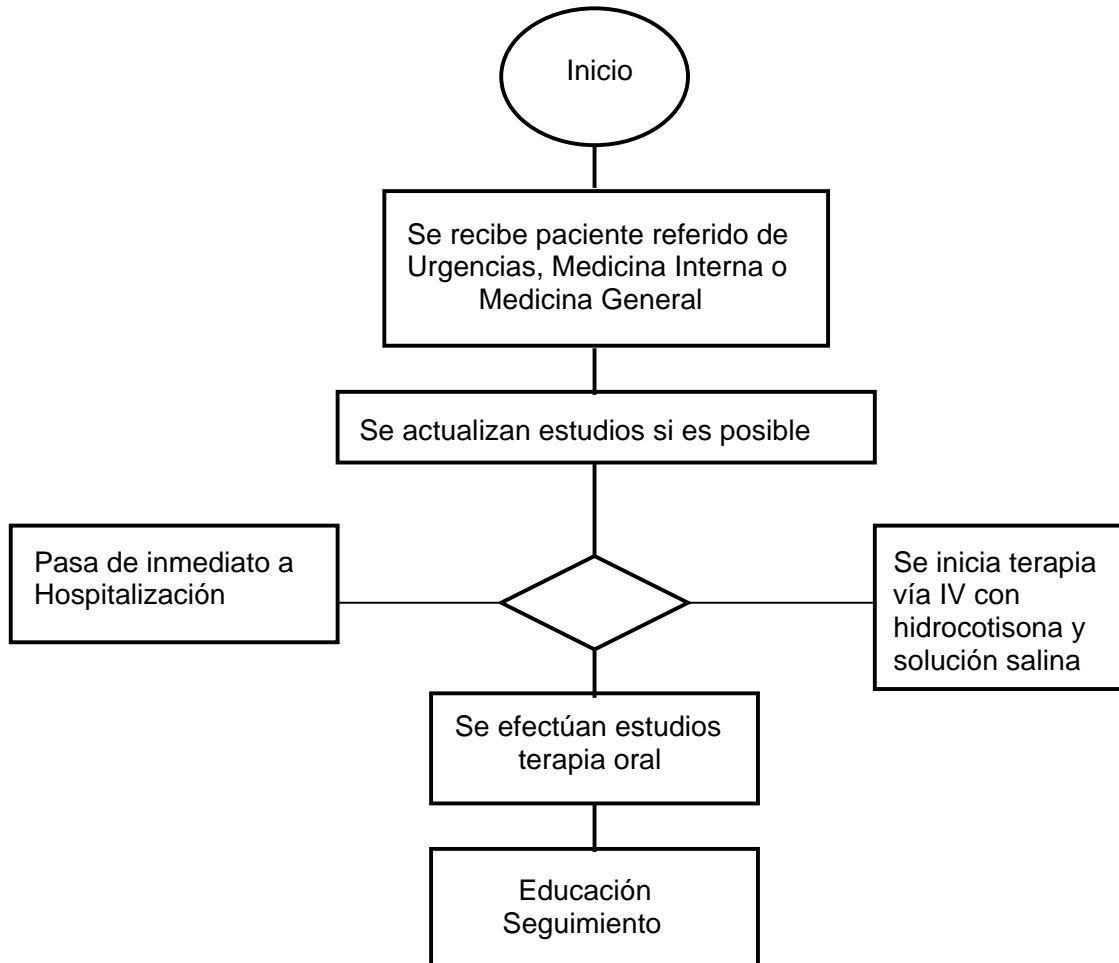 Inicio
Se recibe paciente referido de
Urgencias, Medicina Interna o
Medicina General
Se actualizan estudios si es posible
Pasa de inmediato a
Hospitalización
Se inicia terapia
vía IV con
hidrocotisona y
solución salina
Se efectúan estudios
terapia oral
Educación
Seguimiento